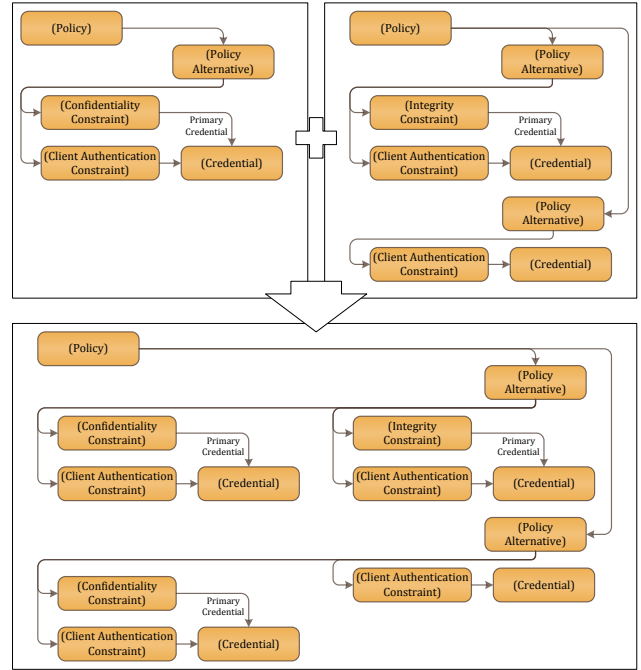 (Policy)
(Policy
Alternative)
(Confidentiality
Constraint)
Primary
Credential
(Client Authentication
Constraint)
(Credential)
(Policy)
(Policy
Alternative)
(Integrity
Constraint)
Primary
Credential
(Client Authentication
Constraint)
(Credential)
(Policy
Alternative)
(Client Authentication
Constraint)
(Credential)
(Policy)
(Policy
Alternative)
(Confidentiality
Constraint)
Primary
Credential
(Client Authentication
Constraint)
(Credential)
(Integrity
Constraint)
Primary
Credential
(Client Authentication
Constraint)
(Credential)
(Policy
Alternative)
(Client Authentication
Constraint)
(Credential)
(Confidentiality
Constraint)
Primary
Credential
(Client Authentication
Constraint)
(Credential)